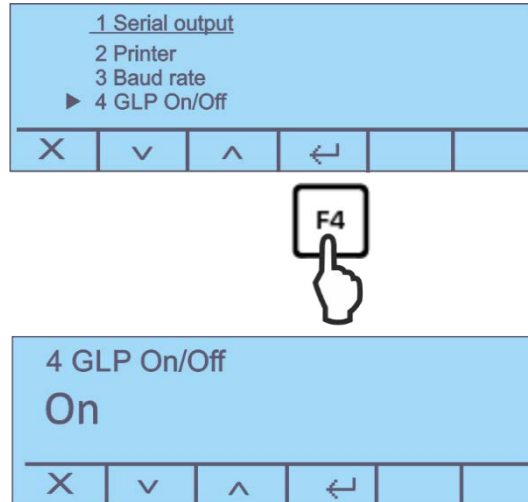 1 Serial output
2 Printer
3 Baud rate
4 GLP On/Off
F4
4 GLP On/Off
On